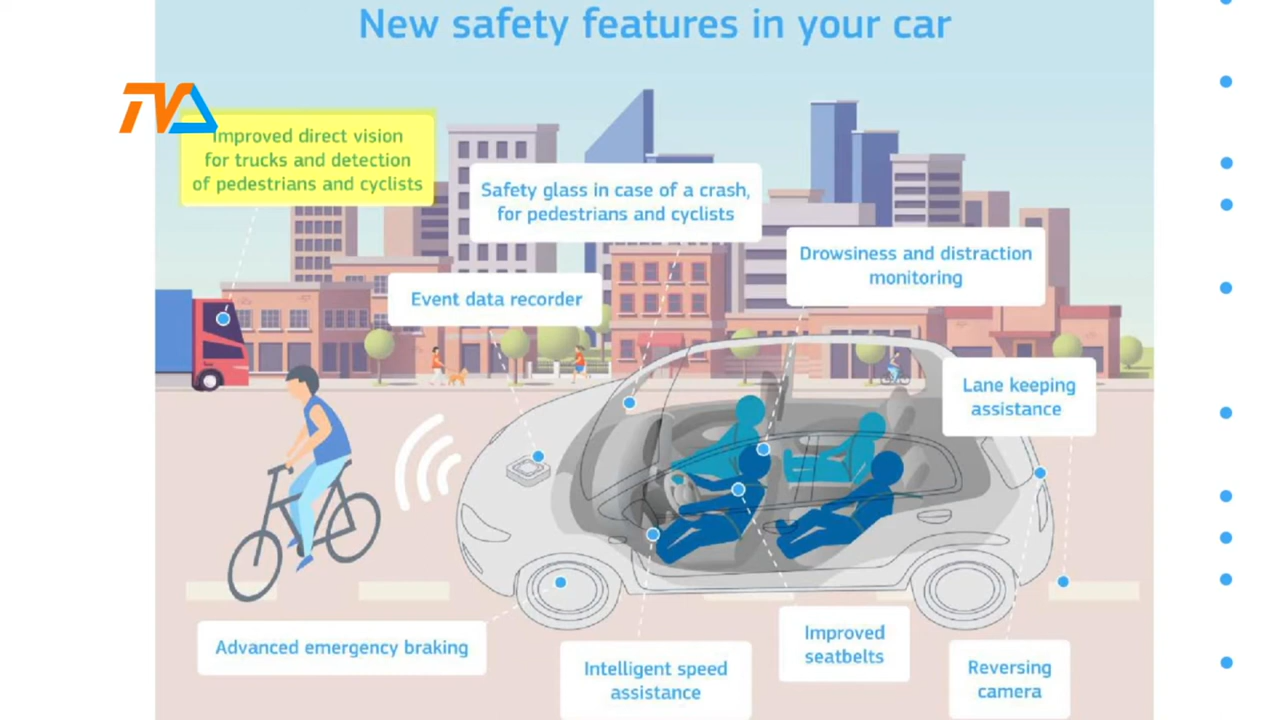 New safety features in your car
TVA
Improved direct vision
for trucks and detection
of pedestrians and cyclists
Safety glass in case of a crash,
for pedestrians and cyclists
Drowsiness and distraction
monitoring
Event data recorder
Lane keeping
assistance
Advanced emergency braking
Intelligent speed
assistance
Improved
seatbelts
Reversing
camera